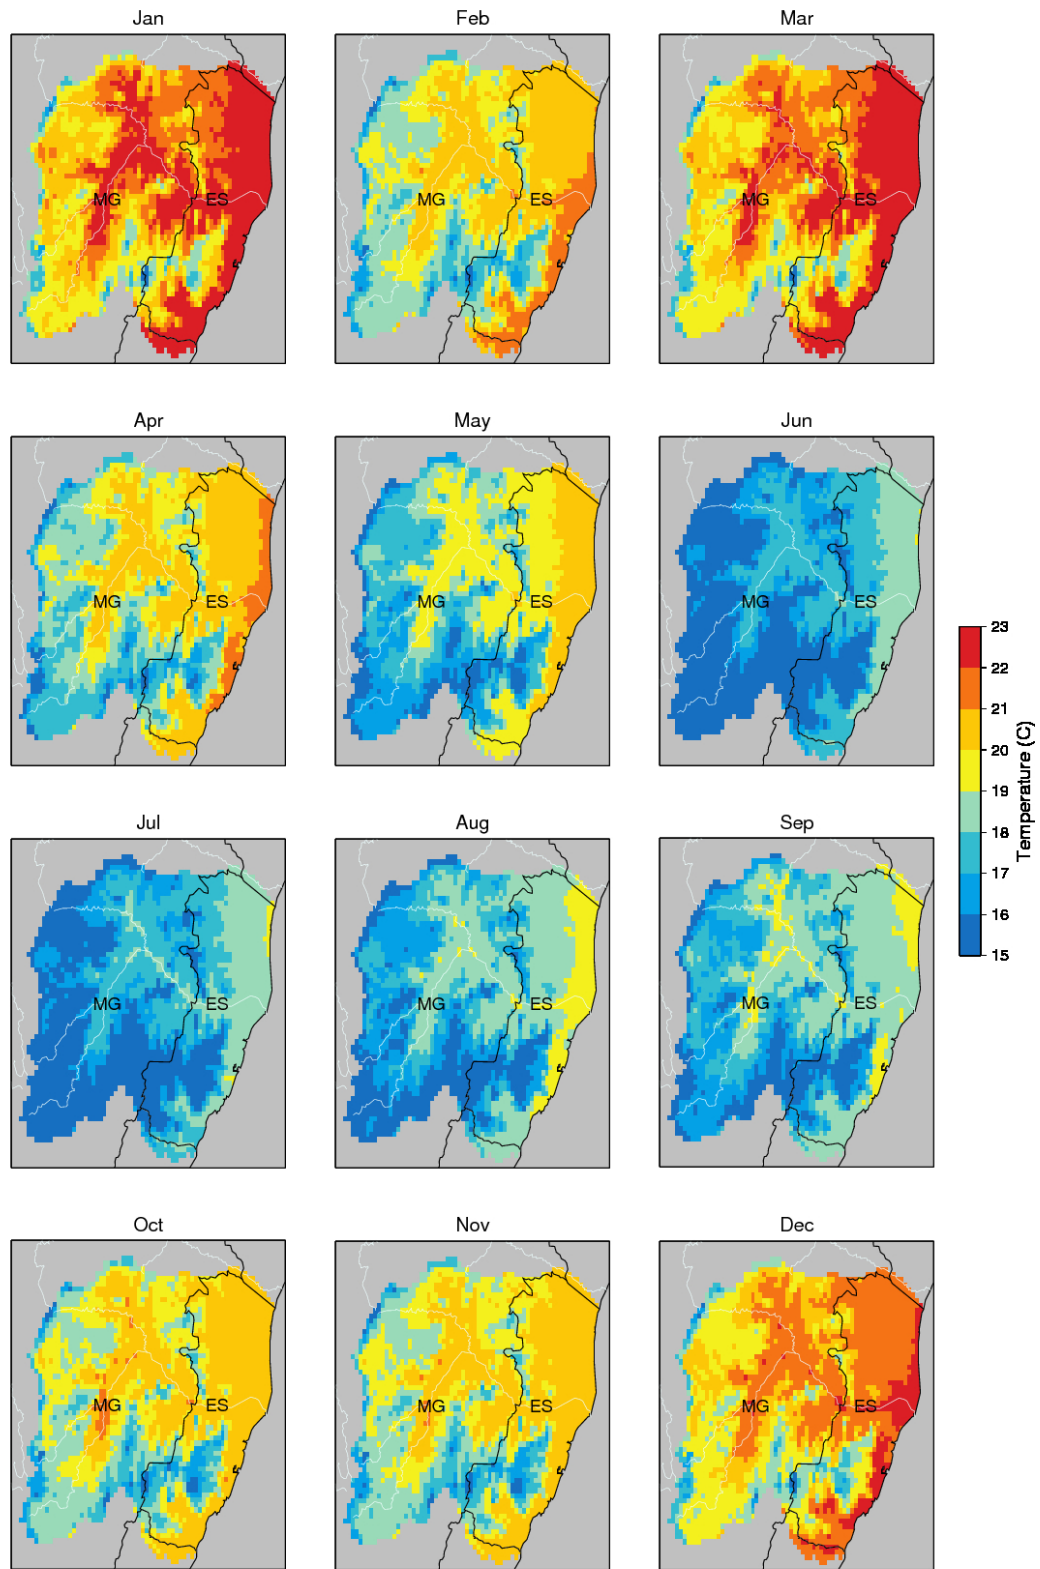 Jan
Feb
Mar
MG
ES
MG
ES
MG
ES
Apr
May
Jun
MG
ES
MG
ES
MG
ES
23
22
21
20
19
18
17
16
15
Temperature (C)
Jul
Aug
Sep
MG
ES
MG
ES
MG
ES
Oct
Nov
Dec
MG
ES
MG
ES
MG
ES